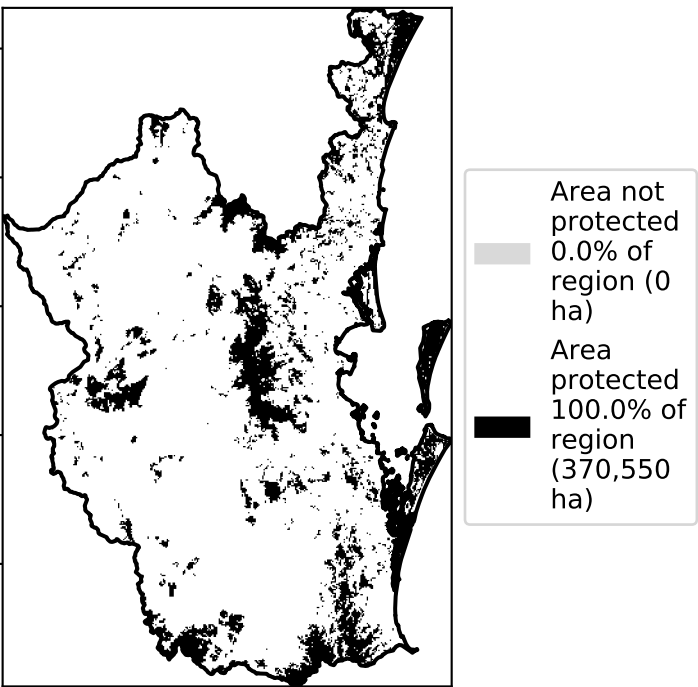 Area not
protected
0.0% of
region (0
ha)
Area
protected
100.0% of
region
(370,550
ha)